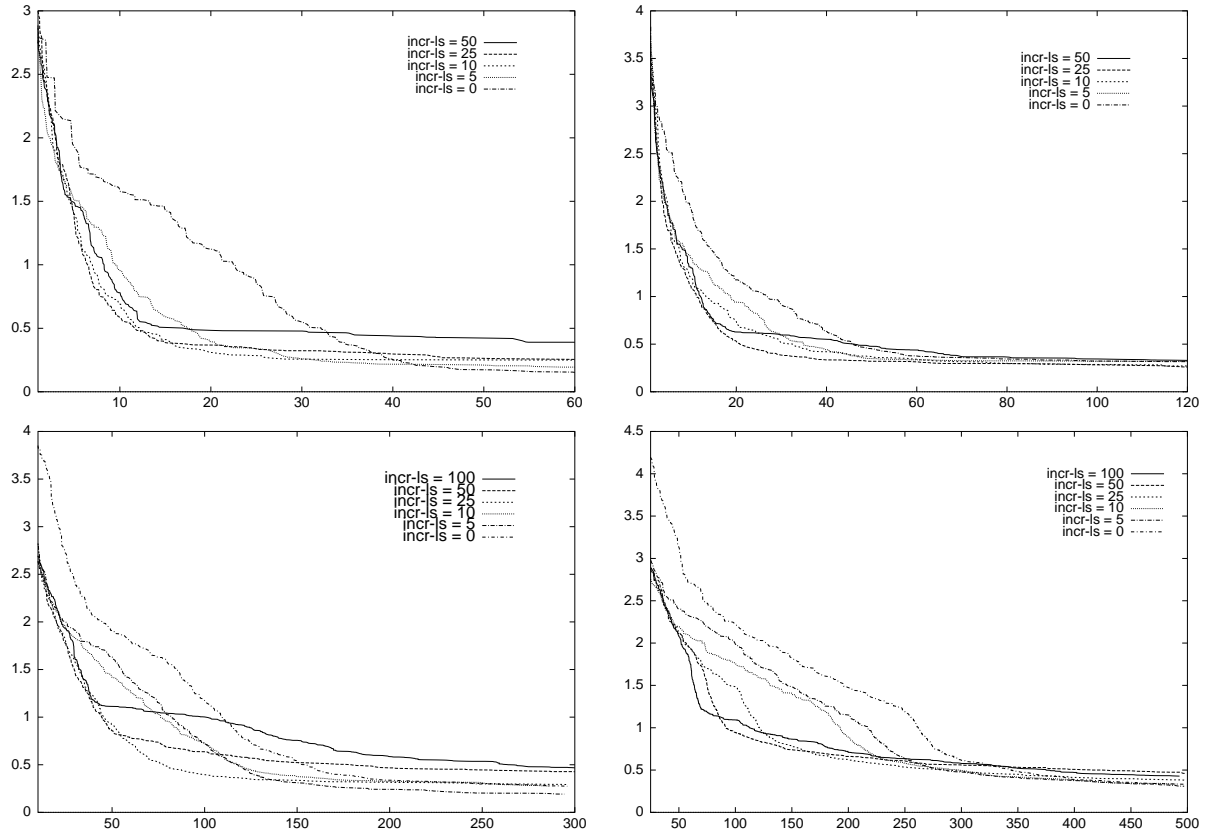 3
2.5
2
1.5
1
0.5
0
10 20 30 40 50 60
incr-ls = 50
incr-ls = 25
incr-ls = 10
incr-ls = 5
incr-ls = 0
4
3.5
3
2.5
2
1.5
1
0.5
0
20 40 60 80 100 120
incr-ls = 50
incr-ls = 25
incr-ls = 10
incr-ls = 5
incr-ls = 0
4
3.5
3
2.5
2
1.5
1
0.5
0
50 100 150 200 250 300
incr-ls = 100
incr-ls = 50
incr-ls = 25
incr-ls = 10
incr-ls = 5
incr-ls = 0
4.5
4
3.5
3
2.5
2
1.5
1
0.5
0
50 100 150 200 250 300 350 400 450 500
incr-ls = 100
incr-ls = 50
incr-ls = 25
incr-ls = 10
incr-ls = 5
incr-ls = 0